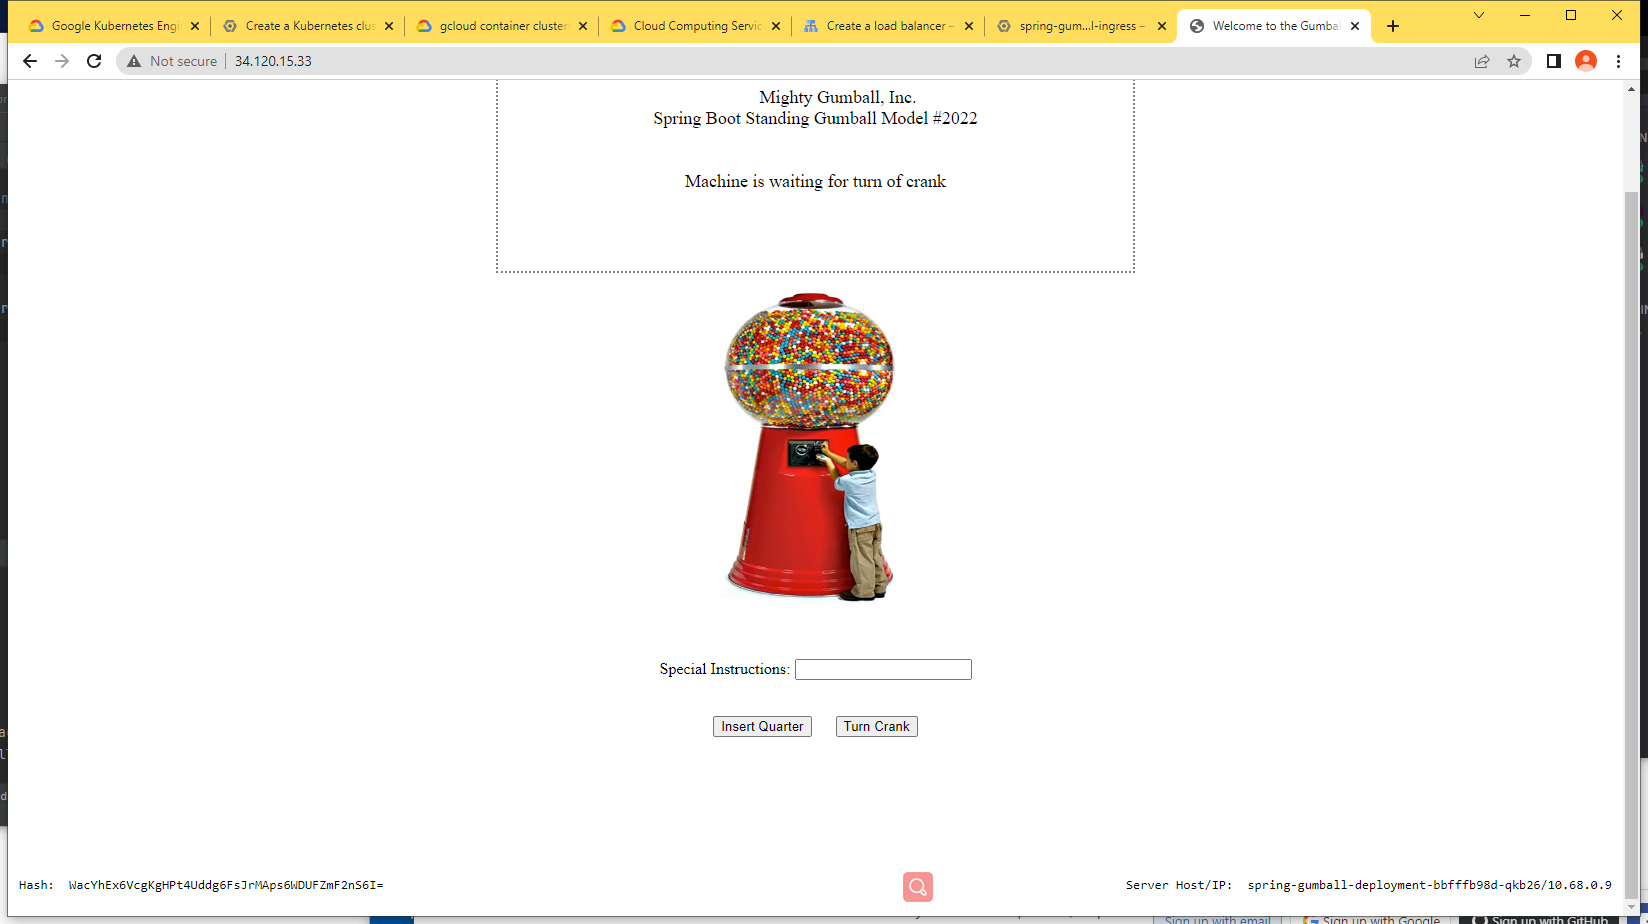 Google Kubernetes Engi
Create a Kubernetes clus
gcloud container cluster
Cloud Computing Servic
Create a load balancer –
spring-gum...l-ingress –
Welcome to the Gumbal
Not secure
34.120.15.33
Mighty Gumball, Inc.
Spring Boot Standing Gumball Model #2022
Machine is waiting for turn of crank
Special Instructions:
Insert Quarter
Turn Crank
Hash: WacYhEx6VcgKgHPt4Uddg6FsJrMAps6WDUFZmF2nS6I=
Server Host/IP: spring-gumball-deployment-bbfffb98d-qkb26/10.68.0.9
Sign up with email
Sign up with Google
Sign up with GitHub